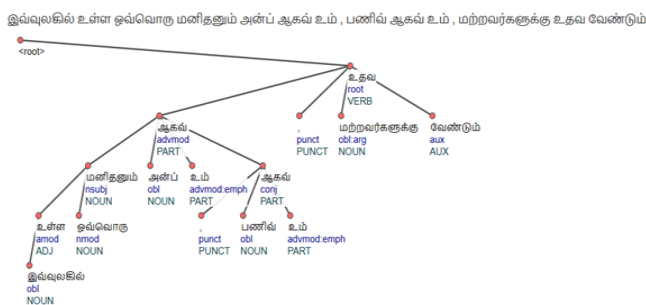 இவ்வுலகில் உள்ள ஒவ்வொரு மனிதனும் அன்ப் ஆகவ் உம் , பணிவ் ஆகவ் உம் , மற்றவர்களுக்கு உதவ வேண்டும்
<root>
உதவ
root
VERB
ஆகவ் , மற்றவர்களுக்கு வேண்டும்
advmod punct obl:arg aux
PART PUNCT NOUN AUX
மனிதனும் அன்ப் உம் ஆகவ்
nsubj obl advmod:emph conj
NOUN NOUN PART PART
உள்ள ஒவ்வொரு , பணிவ் உம்
amod nmod punct obl advmod:emph
ADJ NOUN PUNCT NOUN PART
இவ்வுலகில்
obl
NOUN